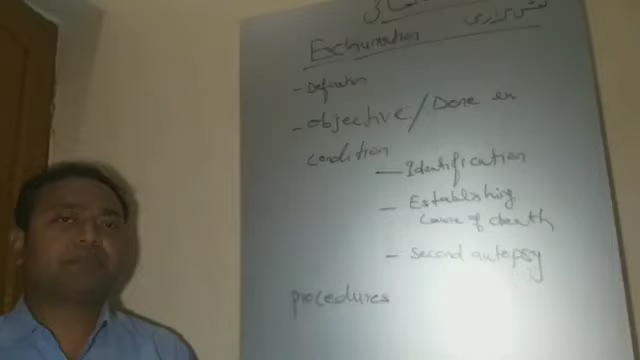 Exhumation
- Definition
- objective / Done in
condition
- Identification
- Establishing
cause of death
- second autopsy
procedures